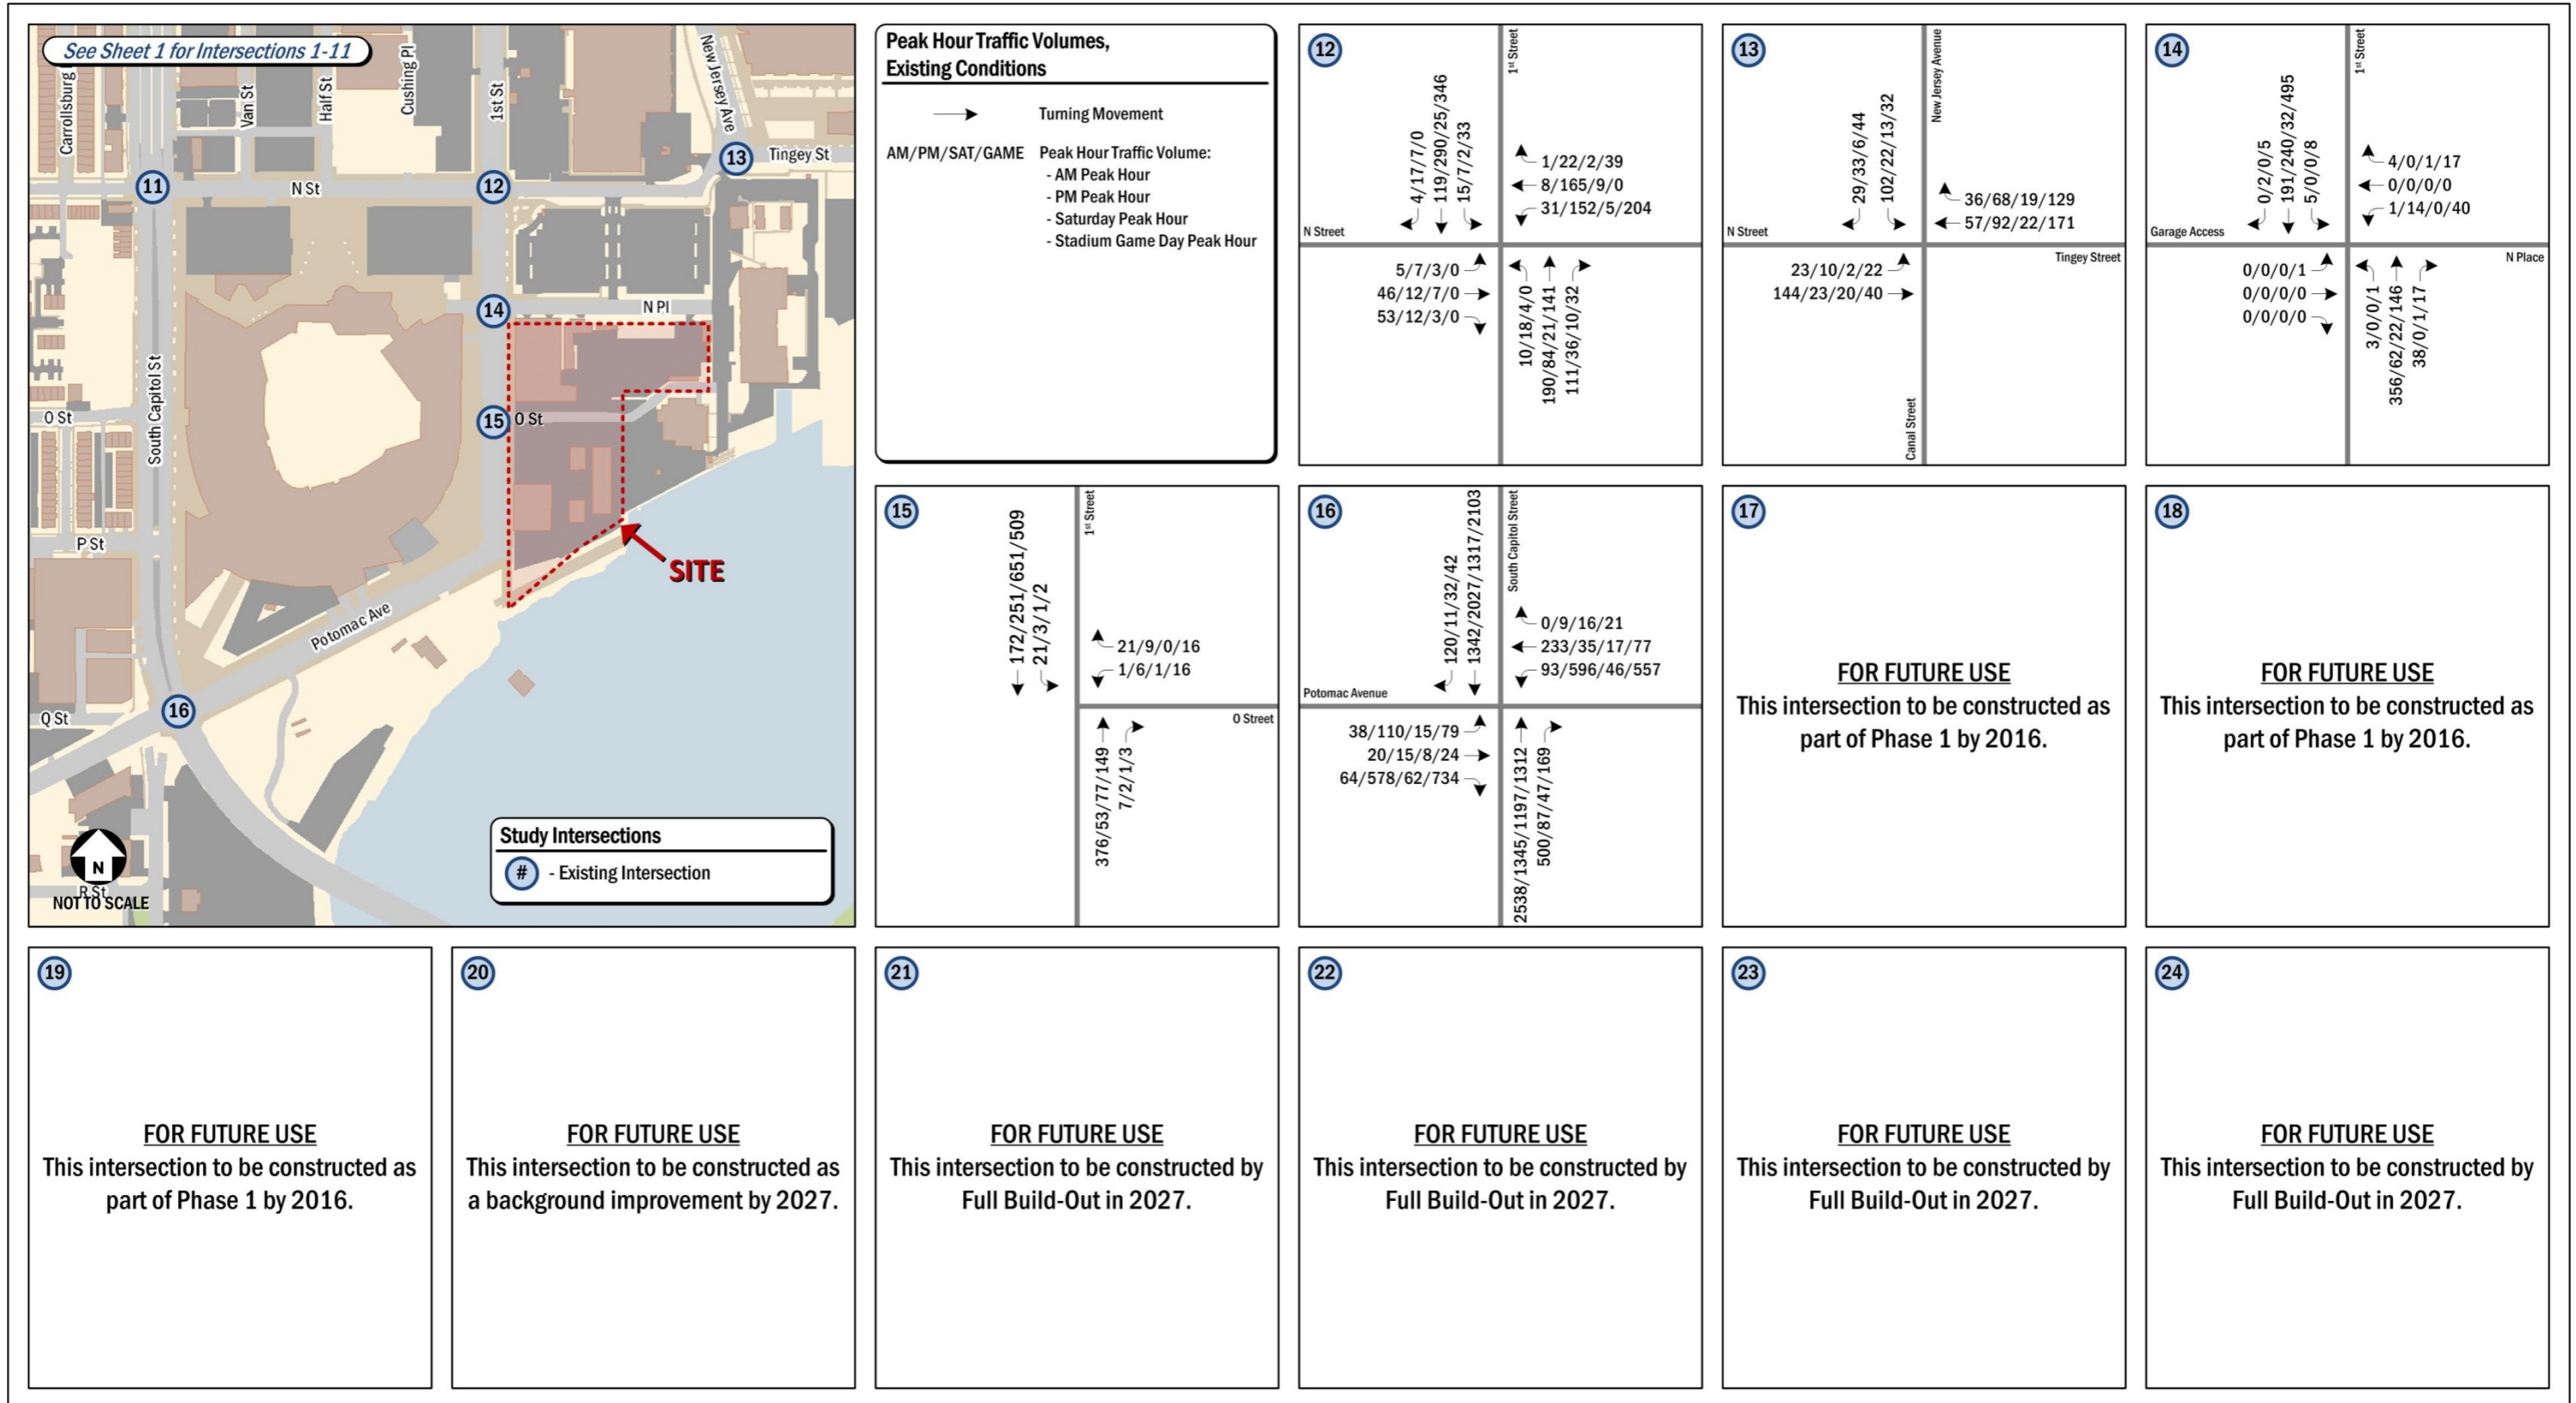 See Sheet 1 for Intersections 1-11
Carrollsburg
Van St
Half St
Cushing Pl
1st St
New Jersey Ave
13
Tingey St
11
N St
12
14
N Pl
South Capitol St
O St
15
O St
P St
SITE
Potomac Ave
Q St
16
N
R St
NOT TO SCALE
Study Intersections
# - Existing Intersection
Peak Hour Traffic Volumes,
Existing Conditions
Turning Movement
AM/PM/SAT/GAME Peak Hour Traffic Volume:
- AM Peak Hour
- PM Peak Hour
- Saturday Peak Hour
- Stadium Game Day Peak Hour
12
1st Street
4/17/7/0
119/290/25/346
15/7/2/33
1/22/2/39
8/165/9/0
31/152/5/204
N Street
5/7/3/0
46/12/7/0
53/12/3/0
10/18/4/0
190/84/21/141
111/36/10/32
13
New Jersey Avenue
29/33/6/44
102/22/13/32
36/68/19/129
57/92/22/171
N Street
Tingey Street
23/10/2/22
144/23/20/40
Canal Street
14
1st Street
0/2/0/5
191/240/32/495
5/0/0/8
4/0/1/17
0/0/0/0
1/14/0/40
Garage Access
N Place
0/0/0/1
0/0/0/0
0/0/0/0
3/0/0/1
356/62/22/146
38/0/1/17
15
1st Street
172/251/651/509
21/3/1/2
21/9/0/16
1/6/1/16
O Street
376/53/77/149
7/2/1/3
16
South Capitol Street
120/11/32/42
1342/2027/1317/2103
0/9/16/21
233/35/17/77
93/596/46/557
Potomac Avenue
38/110/15/79
20/15/8/24
64/578/62/734
2538/1345/1197/1312
500/87/47/169
17
FOR FUTURE USE
This intersection to be constructed as
part of Phase 1 by 2016.
18
FOR FUTURE USE
This intersection to be constructed as
part of Phase 1 by 2016.
19
FOR FUTURE USE
This intersection to be constructed as
part of Phase 1 by 2016.
20
FOR FUTURE USE
This intersection to be constructed as
a background improvement by 2027.
21
FOR FUTURE USE
This intersection to be constructed by
Full Build-Out in 2027.
22
FOR FUTURE USE
This intersection to be constructed by
Full Build-Out in 2027.
23
FOR FUTURE USE
This intersection to be constructed by
Full Build-Out in 2027.
24
FOR FUTURE USE
This intersection to be constructed by
Full Build-Out in 2027.